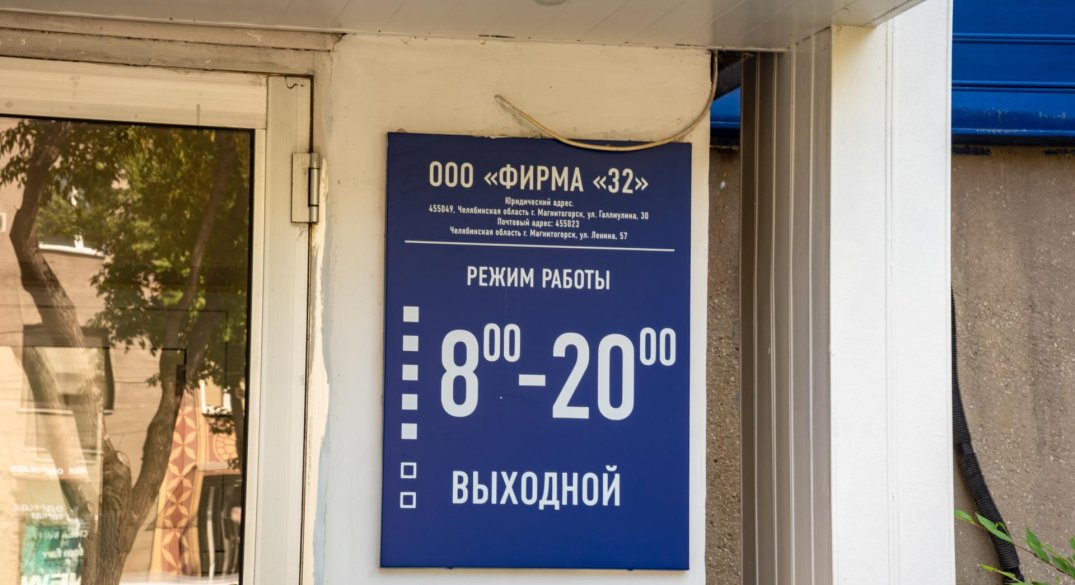 ООО «ФИРМА «32»
Юридический адрес.
455049, Челябинская область г. Магнитогорск, ул. Галлиулина, 30
Почтовый адрес: 455023
Челябинская область г. Магнитогорск, ул. Ленина, 57
РЕЖИМ РАБОТЫ
8⁰⁰-20⁰⁰
ВЫХОДНОЙ